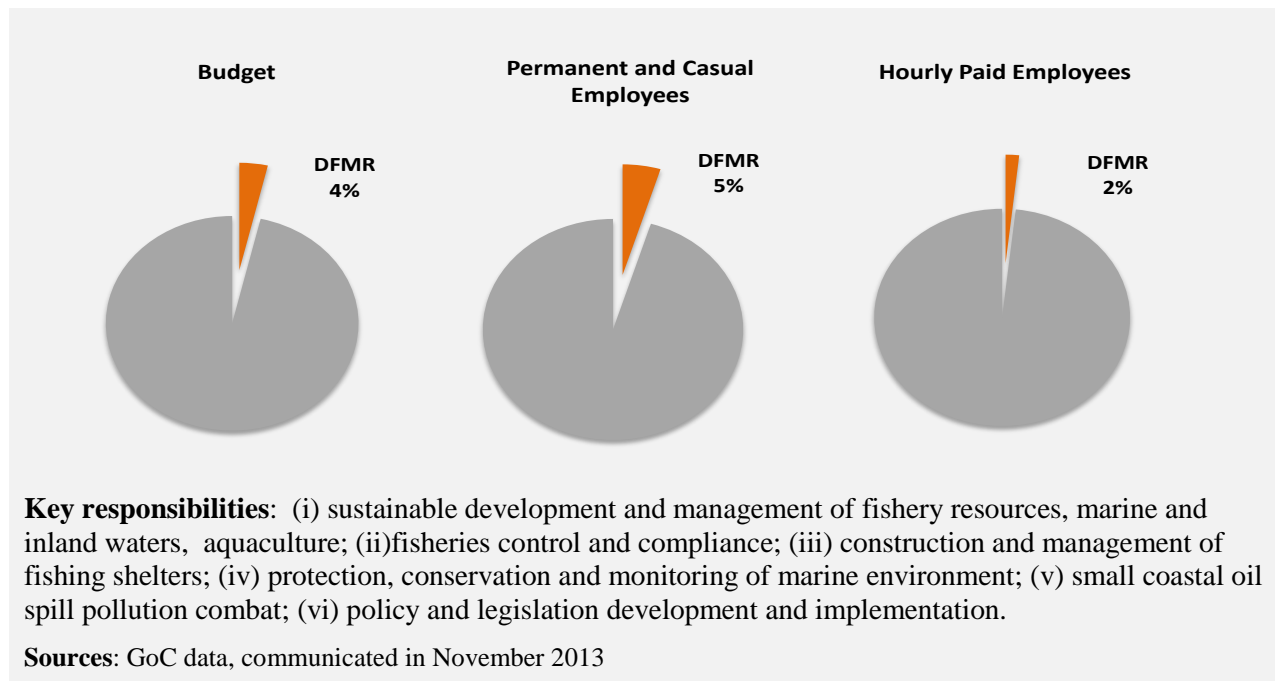 Budget
Permanent and Casual
Employees
Hourly Paid Employees
DFMR
4%
DFMR
5%
DFMR
2%
Key responsibilities:  (i) sustainable development and management of fishery resources, marine and
inland waters,  aquaculture; (ii)fisheries control and compliance; (iii) construction and management of
fishing shelters; (iv) protection, conservation and monitoring of marine environment; (v) small coastal oil
spill pollution combat; (vi) policy and legislation development and implementation.
Sources: GoC data, communicated in November 2013